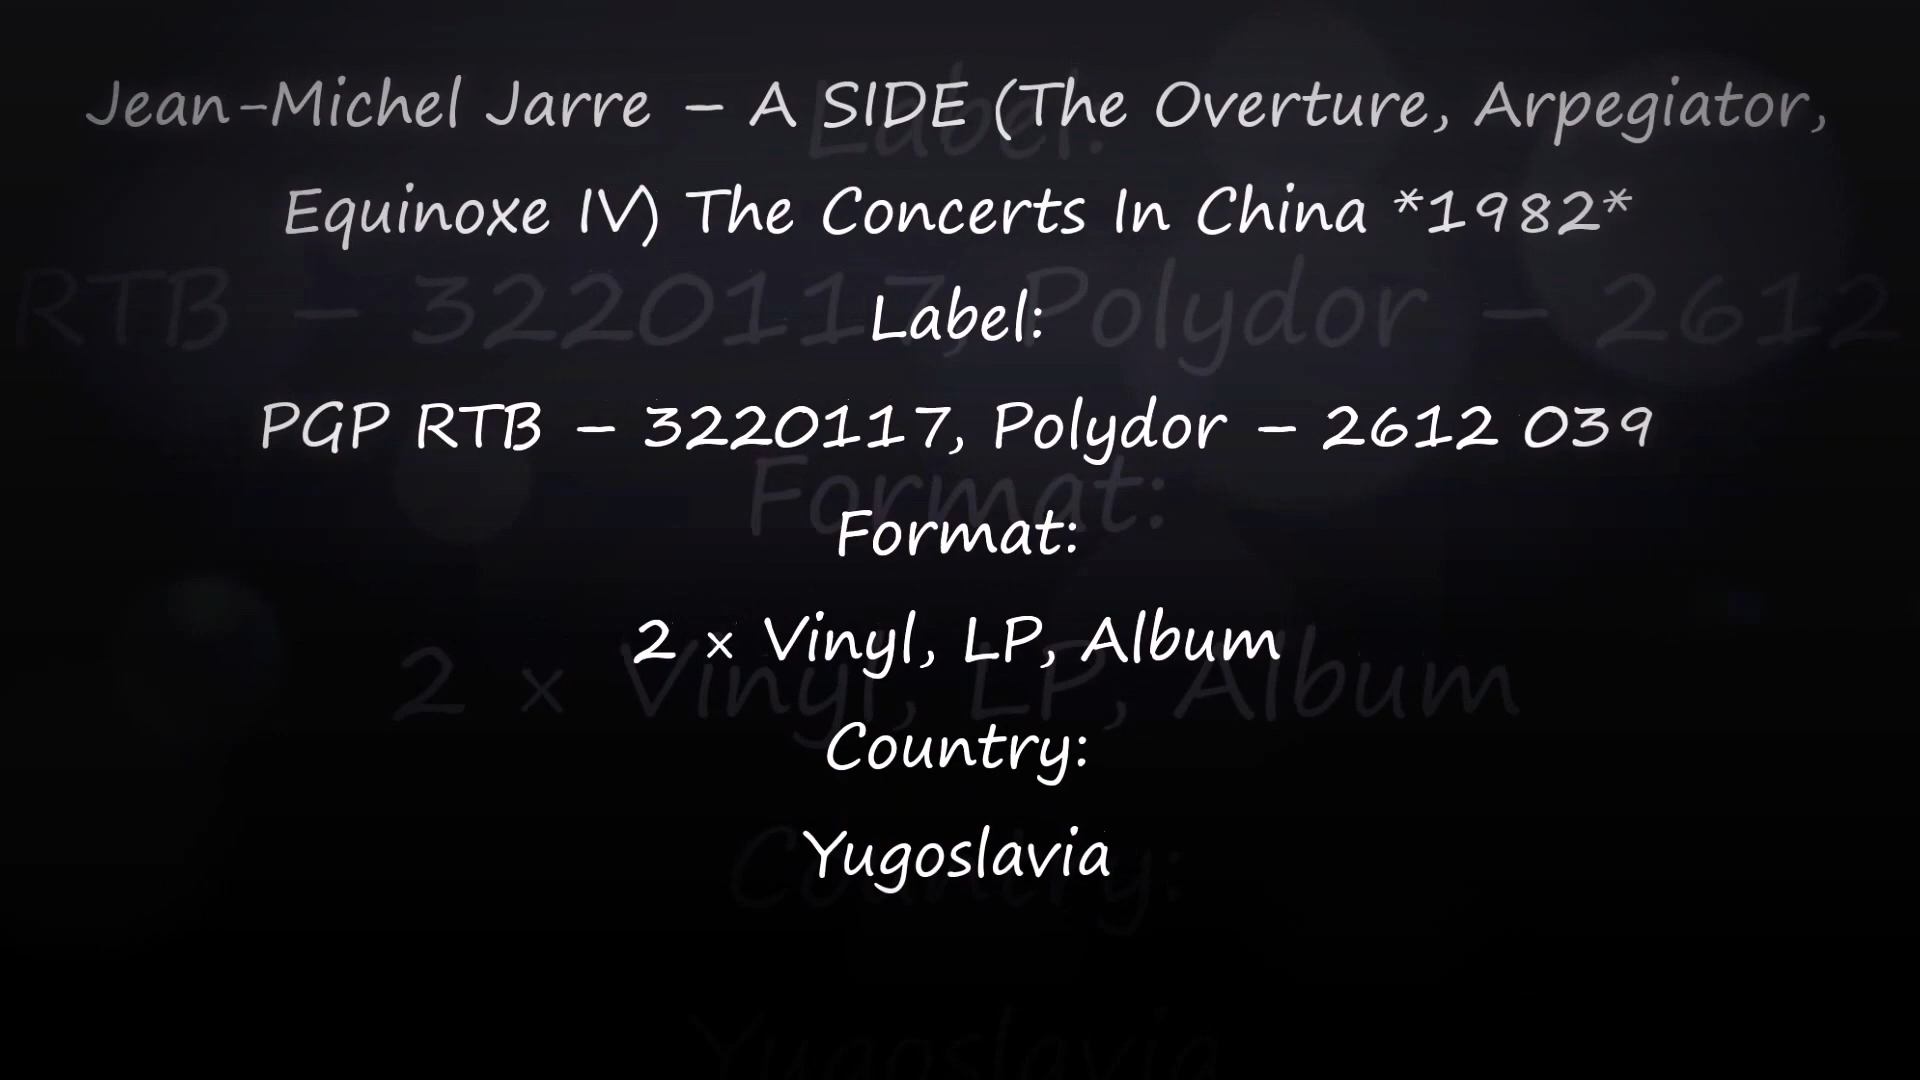 Jean-Michel Jarre – A SIDE (The Overture, Arpegiator,
Equinoxe IV) The Concerts In China *1982*
Label:
PGP RTB – 3220117, Polydor – 2612 039
Format:
2 x Vinyl, LP, Album
Country:
Yugoslavia